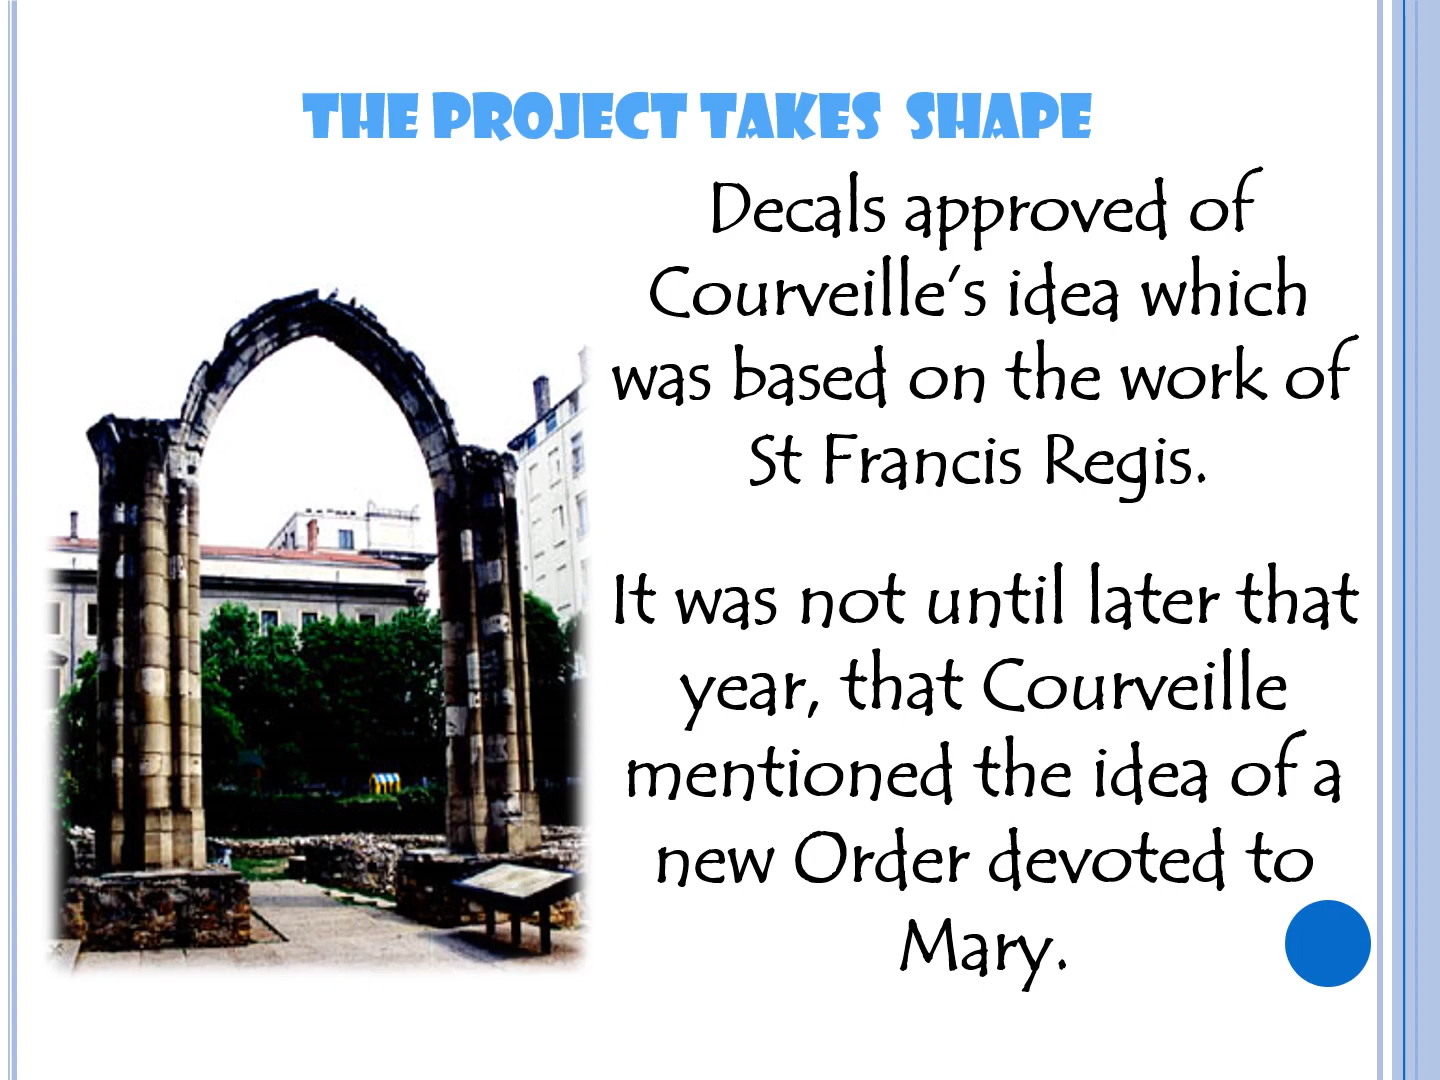 THE PROJECT TAKES SHAPE
Decals approved of
Courveille's idea which
was based on the work of
St Francis Regis.
It was not until later that
year, that Courveille
mentioned the idea of a
new Order devoted to
Mary.